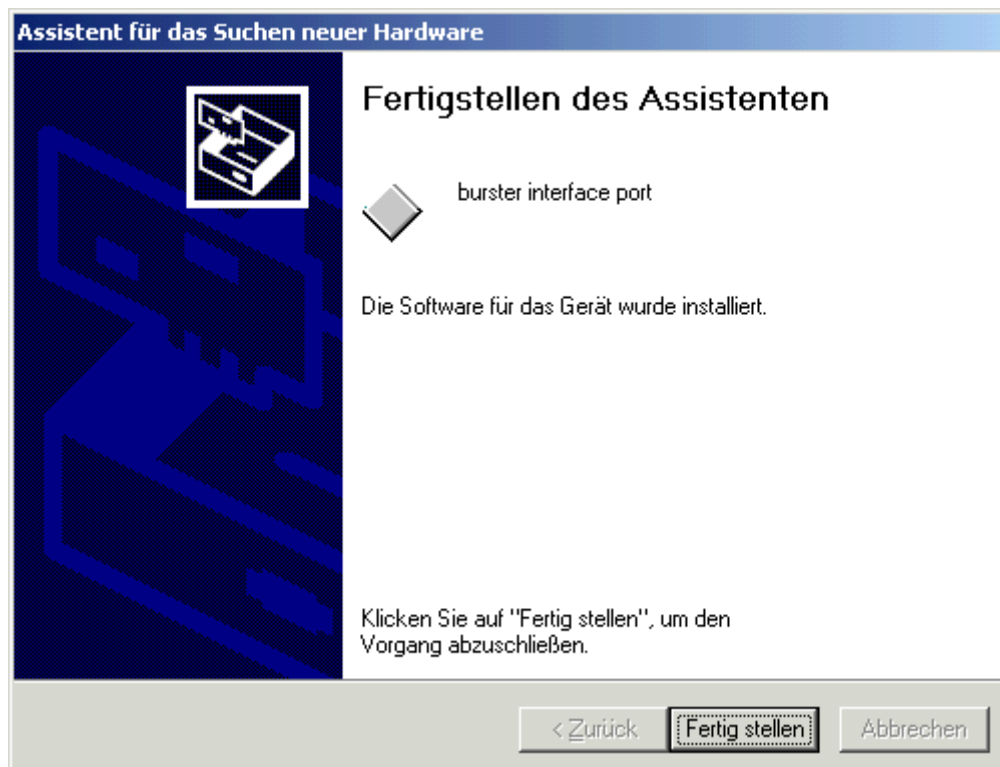 Assistent für das Suchen neuer Hardware
Fertigstellen des Assistenten
burster interface port
Die Software für das Gerät wurde installiert.
Klicken Sie auf "Fertig stellen", um den
Vorgang abzuschließen.
< Zurück
Fertig stellen
Abbrechen